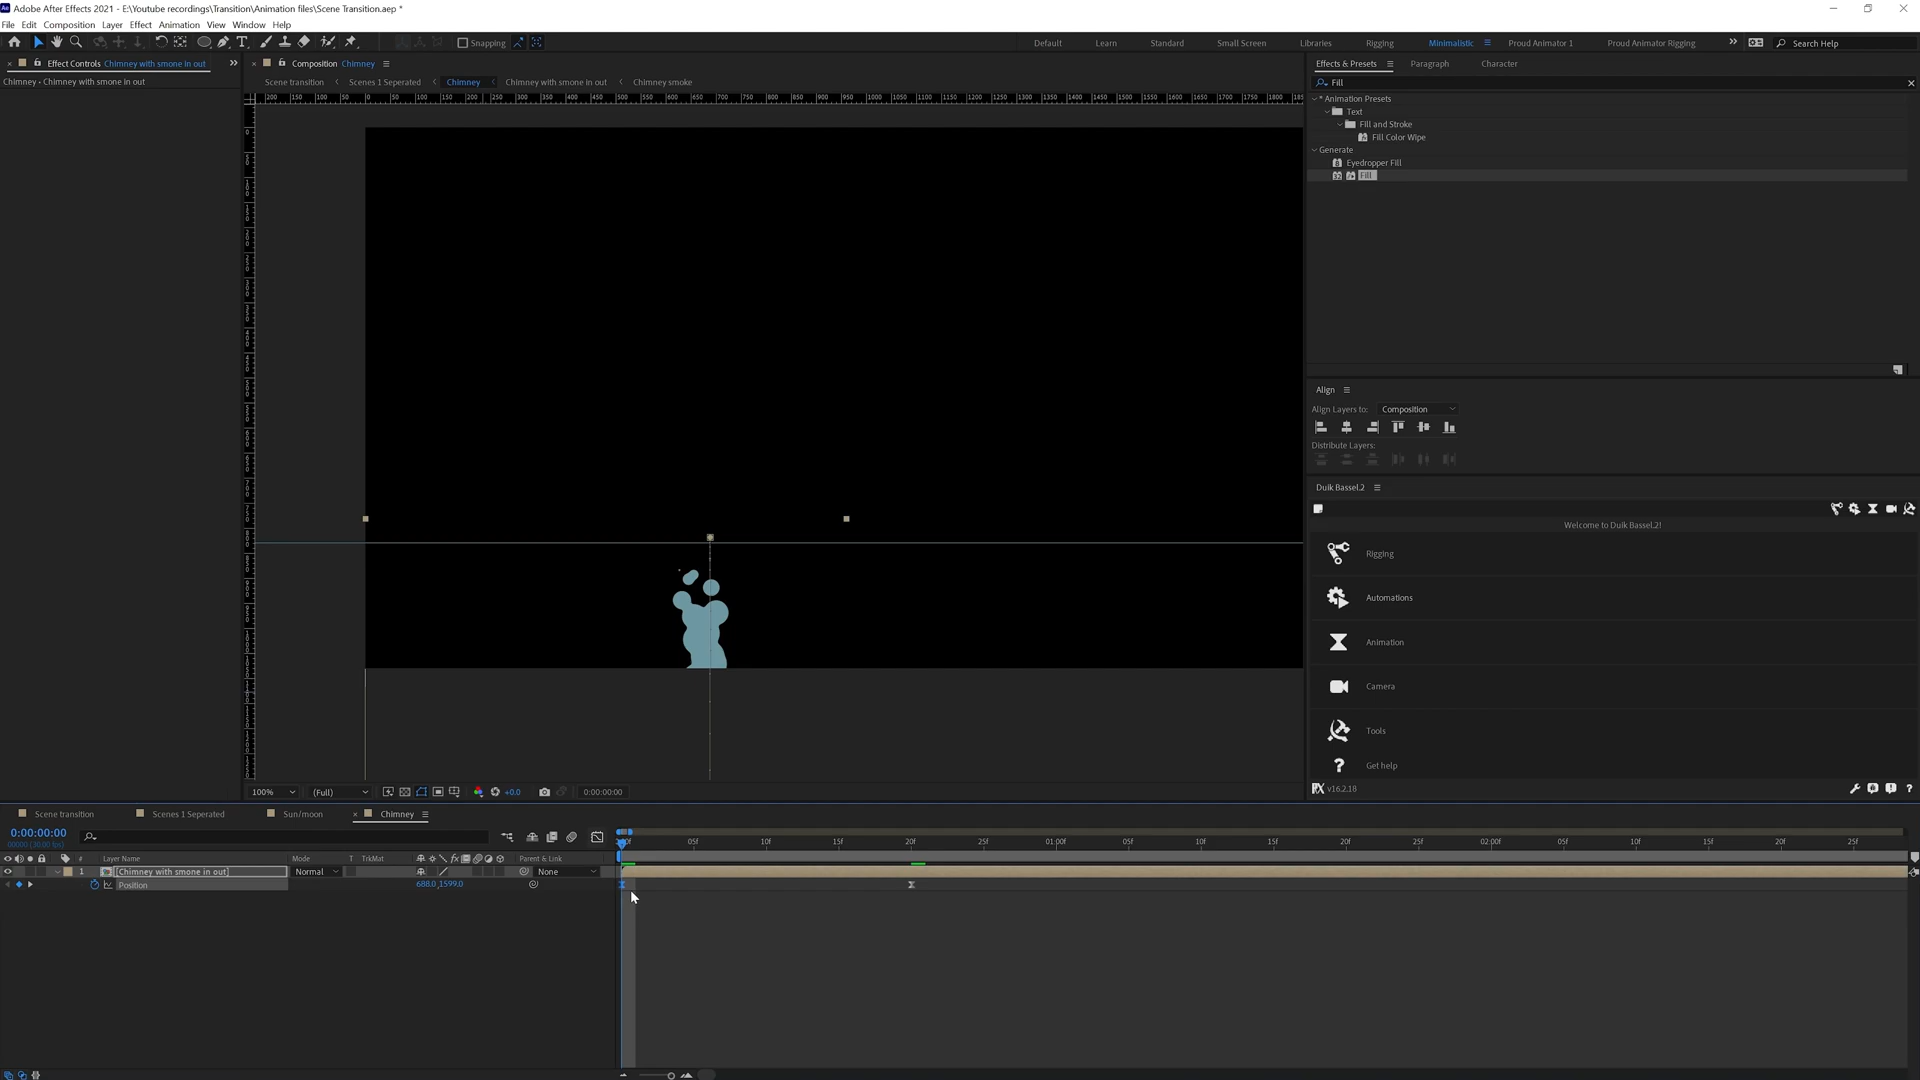 Adobe After Effects 2021 - E:\Youtube recordings\Transition\Animation files\Scene Transition.aep *
File Edit Composition Layer Effect Animation View Window Help
Snapping
Default Learn Standard Small Screen Libraries Rigging Minimalistic Proud Animator 1 Proud Animator Rigging Search Help
Effect Controls Chimney with smone in out
Composition Chimney
Effects & Presets Paragraph Character
Chimney • Chimney with smone in out
Scene transition Scenes 1 Seperated Chimney Chimney with smone in out Chimney smoke
Fill
* Animation Presets
Text
Fill and Stroke
Fill Color Wipe
Generate
Eyedropper Fill
Fill
Align
Align Layers to: Composition
Distribute Layers:
Duik Bassel.2
Welcome to Duik Bassel.2!
Rigging
Automations
Animation
Camera
Tools
Get help
v16.2.18
100% (Full) +0.0 0:00:00:00
Scene transition Scenes 1 Seperated Sun/moon Chimney
0:00:00:00
00000 (30.00 fps)
05f 10f 15f 20f 25f 01:00f 05f 10f 15f 20f 25f 02:00f 05f 10f 15f 20f 25f
# Layer Name Mode T TrkMat Parent & Link
1 [Chimney with smone in out] Normal None
Position 688.0,1599.0